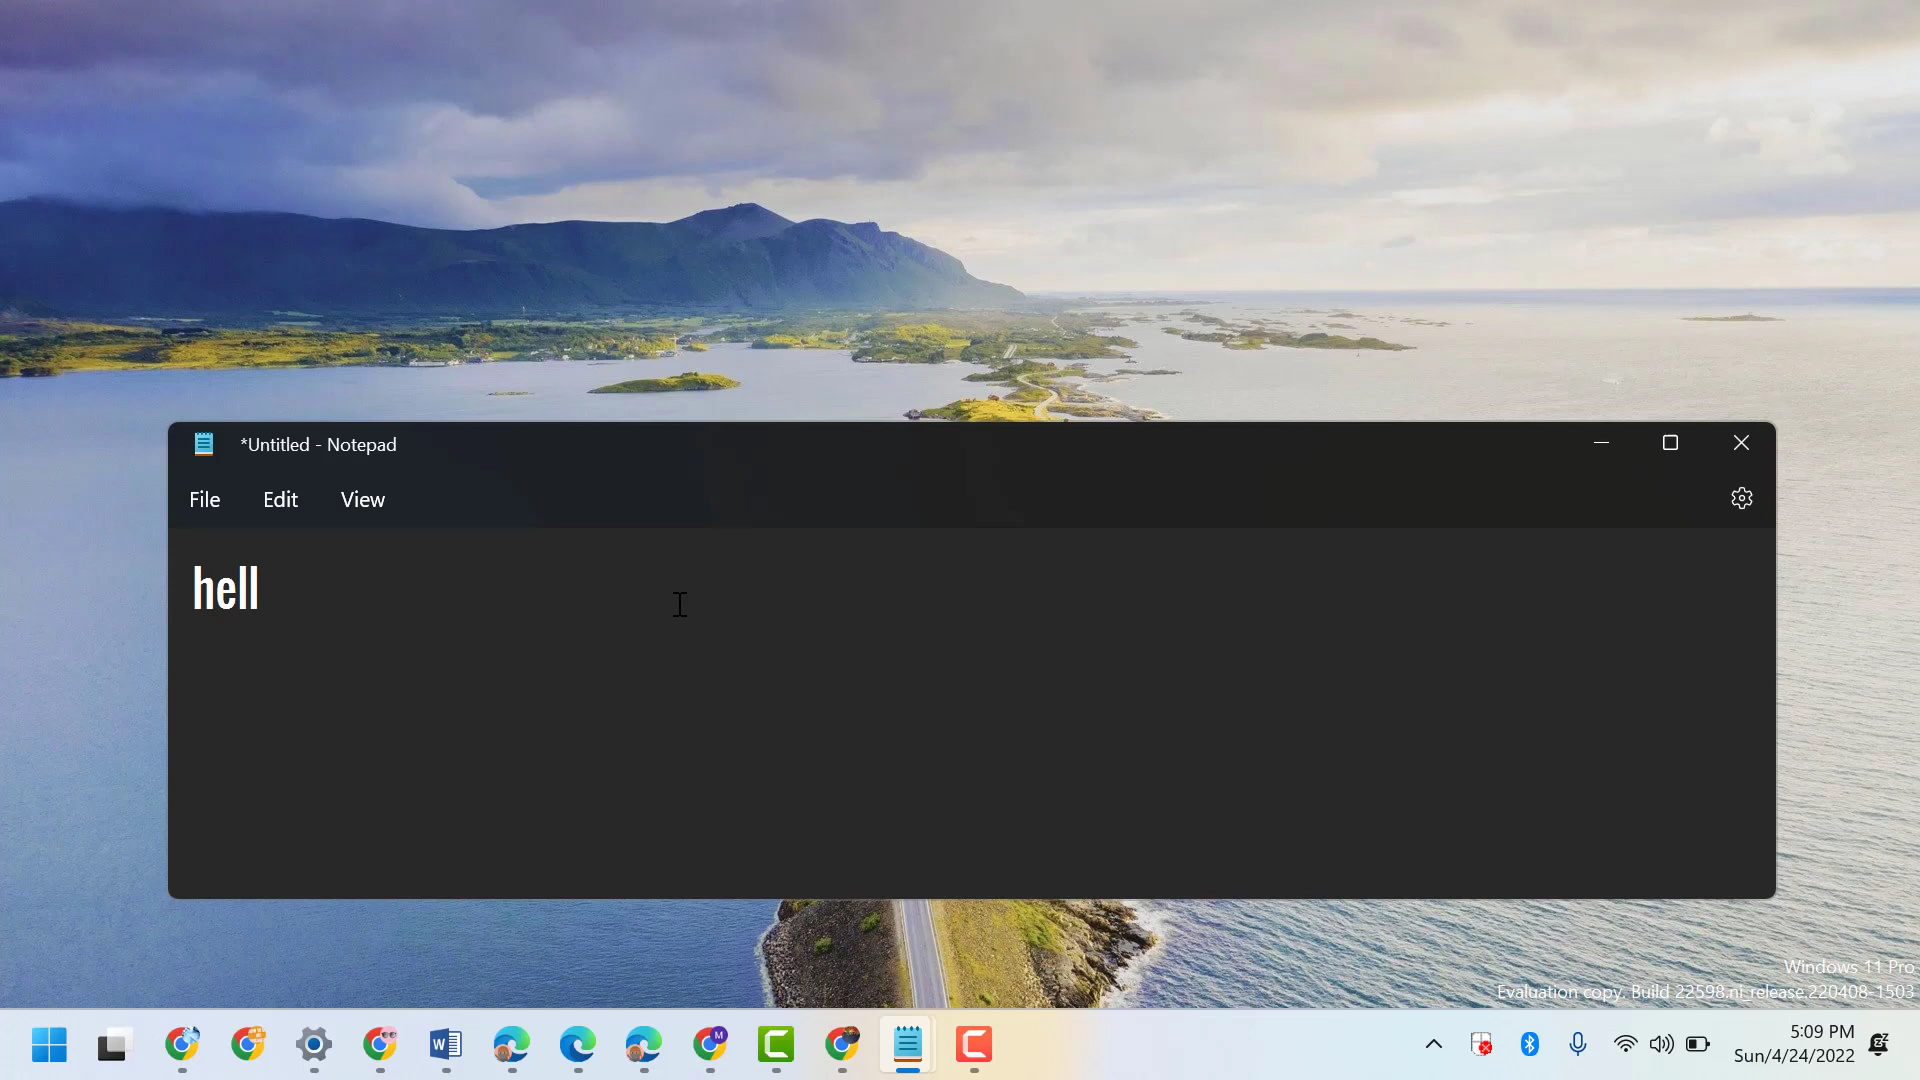 *Untitled - Notepad
File Edit View
hell
Windows 11 Pro
Evaluation copy. Build 22598.ni_release.220408-1503
5:09 PM
Sun/4/24/2022